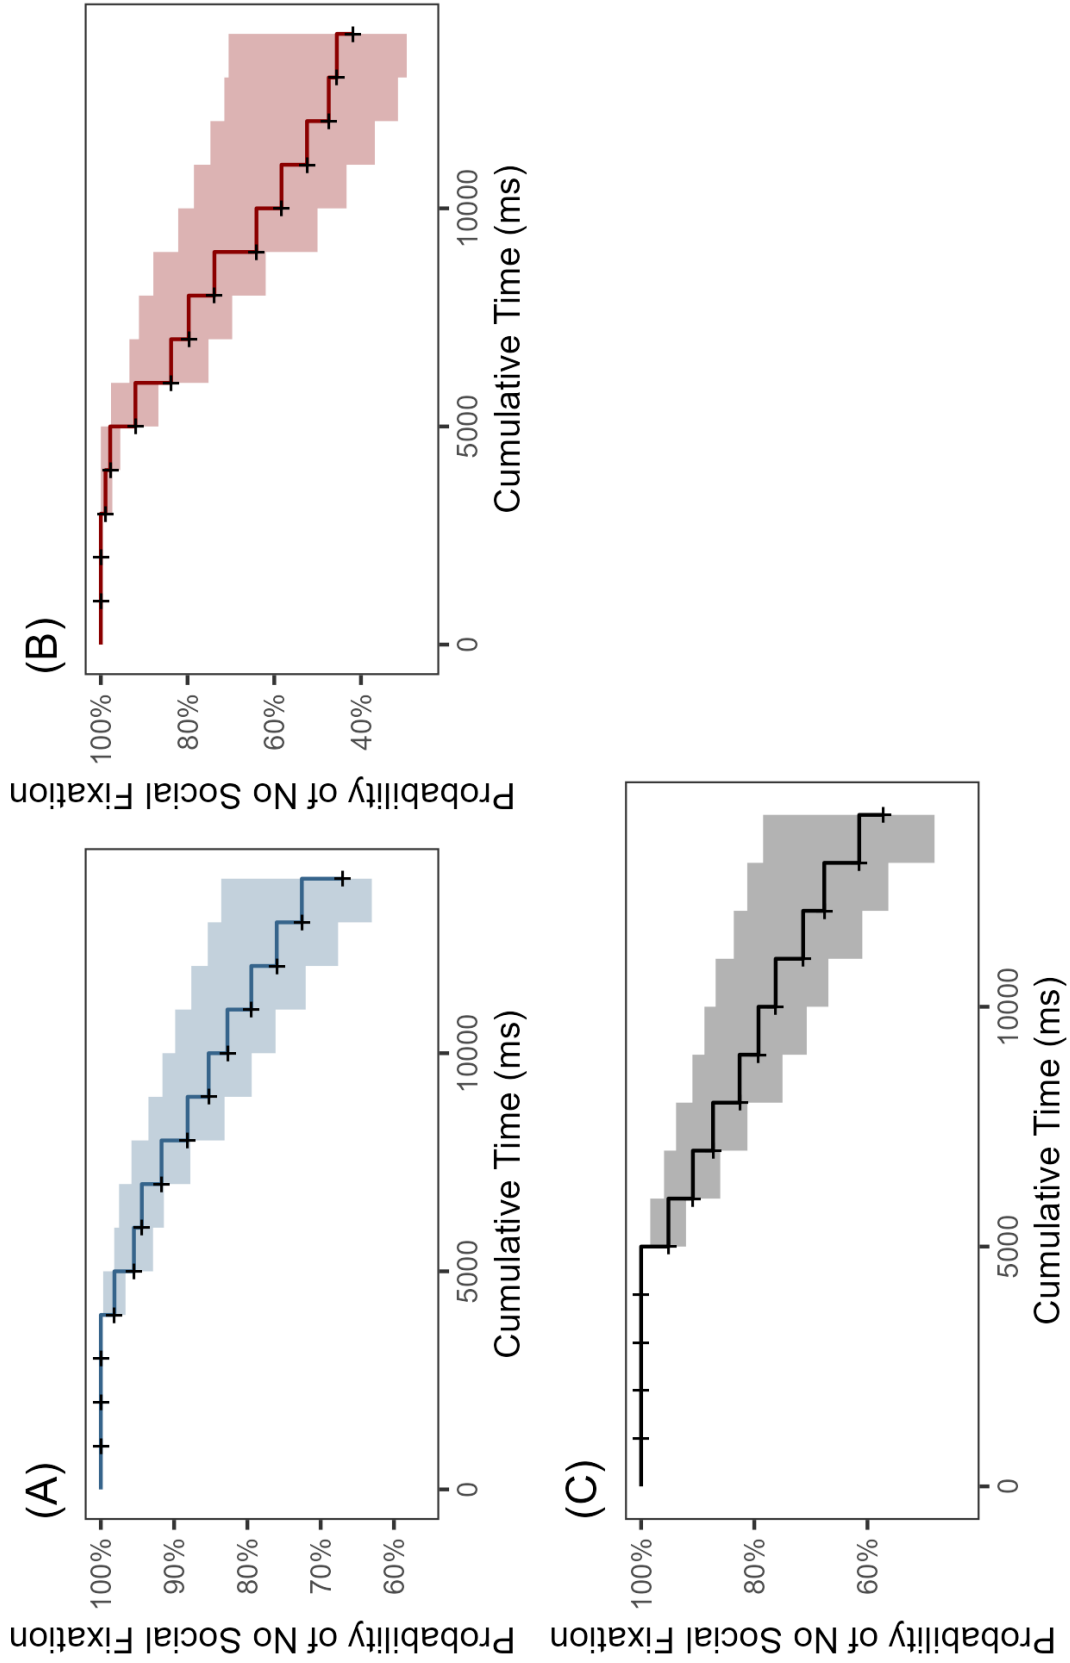 (A)
Probability of No Social Fixation
100%
90%
80%
70%
60%
0
5000
10000
Cumulative Time (ms)
(B)
Probability of No Social Fixation
100%
80%
60%
40%
0
5000
10000
Cumulative Time (ms)
(C)
Probability of No Social Fixation
100%
80%
60%
0
5000
10000
Cumulative Time (ms)